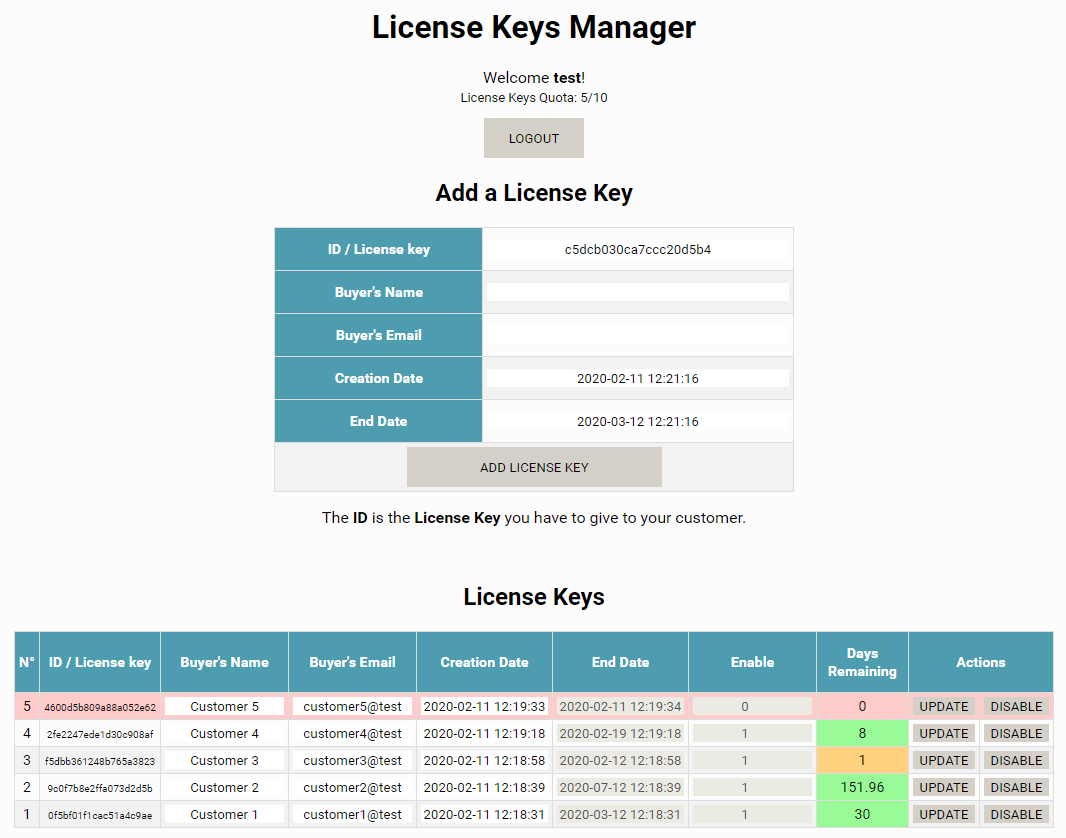 License Keys Manager
Welcome test!
License Keys Quota: 5/10
LOGOUT
Add a License Key
ID / License key c5dcb030ca7ccc20d5b4
Buyer's Name
Buyer's Email
Creation Date 2020-02-11 12:21:16
End Date 2020-03-12 12:21:16
ADD LICENSE KEY
The ID is the License Key you have to give to your customer.
License Keys
N° ID / License key Buyer's Name Buyer's Email Creation Date End Date Enable Days Remaining Actions
5 4600d5b809a88a052e62 Customer 5 customer5@test 2020-02-11 12:19:33 2020-02-11 12:19:34 0 0 UPDATE DISABLE
4 2fe2247ede1d30c908af Customer 4 customer4@test 2020-02-11 12:19:18 2020-02-19 12:19:18 1 8 UPDATE DISABLE
3 f5dbb361248b765a3823 Customer 3 customer3@test 2020-02-11 12:18:58 2020-02-12 12:18:58 1 1 UPDATE DISABLE
2 9c0f7b8e2ffa073d2d5b Customer 2 customer2@test 2020-02-11 12:18:39 2020-07-12 12:18:39 1 151.96 UPDATE DISABLE
1 0f5bf01f1cac51a4c9ae Customer 1 customer1@test 2020-02-11 12:18:31 2020-03-12 12:18:31 1 30 UPDATE DISABLE